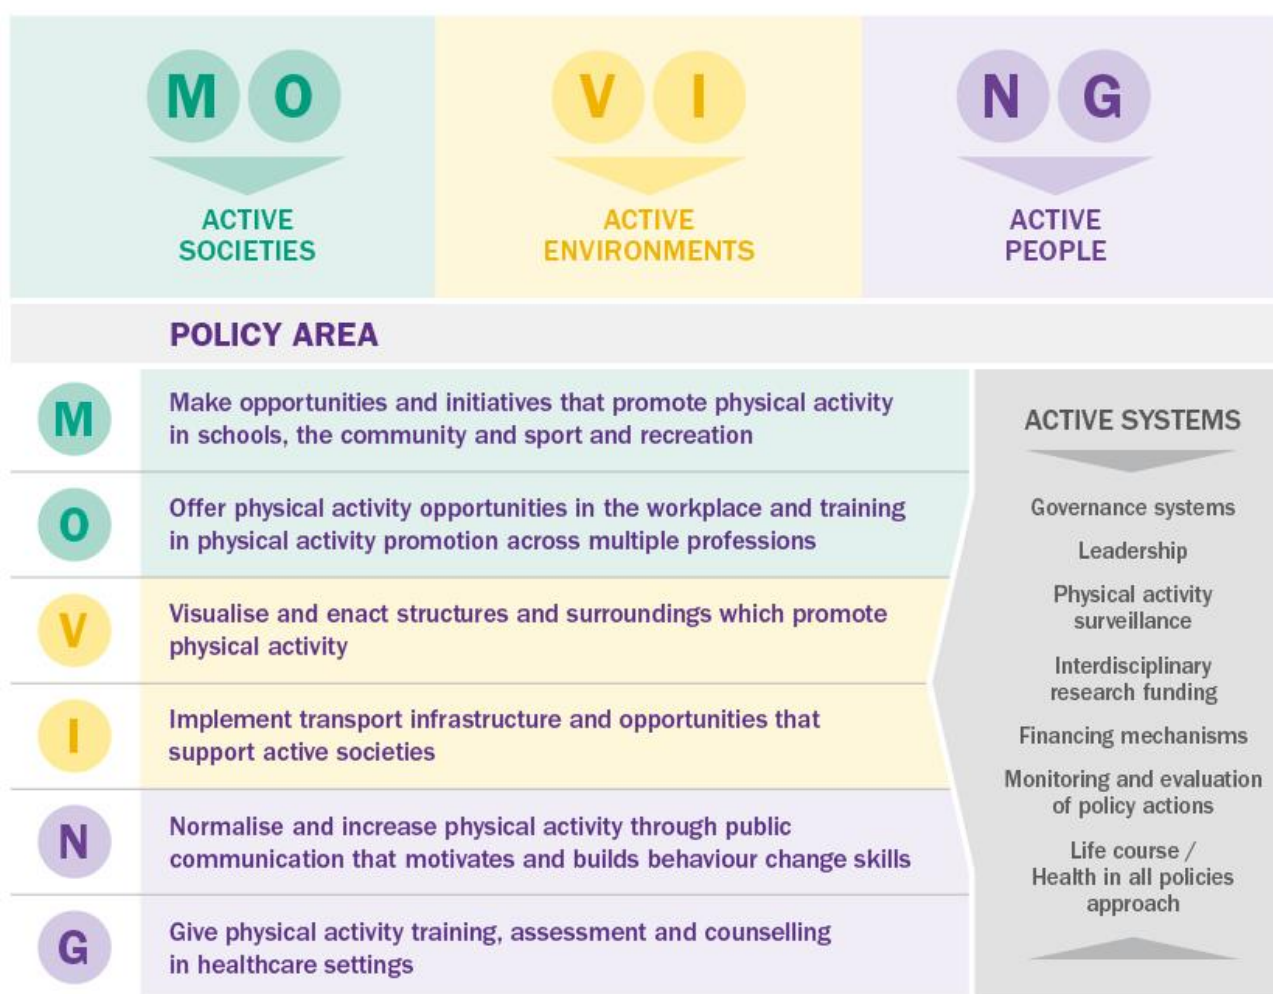 M O
V I
N G
ACTIVE
SOCIETIES
ACTIVE
ENVIRONMENTS
ACTIVE
PEOPLE
POLICY AREA
M
Make opportunities and initiatives that promote physical activity
in schools, the community and sport and recreation
O
Offer physical activity opportunities in the workplace and training
in physical activity promotion across multiple professions
V
Visualise and enact structures and surroundings which promote
physical activity
I
Implement transport infrastructure and opportunities that
support active societies
N
Normalise and increase physical activity through public
communication that motivates and builds behaviour change skills
G
Give physical activity training, assessment and counselling
in healthcare settings
ACTIVE SYSTEMS
Governance systems
Leadership
Physical activity
surveillance
Interdisciplinary
research funding
Financing mechanisms
Monitoring and evaluation
of policy actions
Life course /
Health in all policies
approach